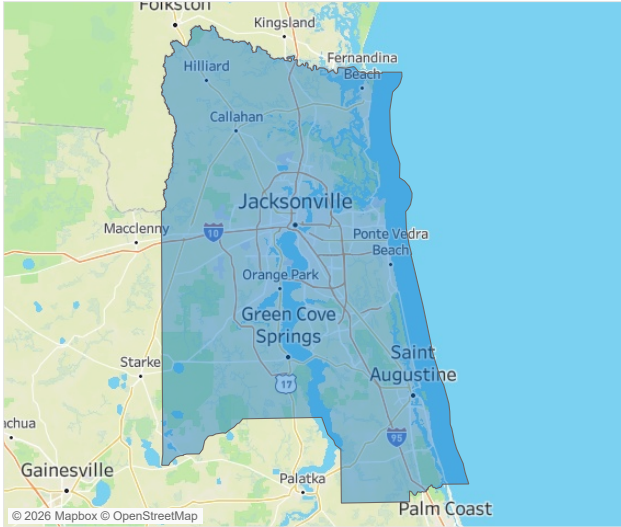 Folkston
Kingsland
Fernandina
Beach
Hilliard
Callahan
Jacksonville
Macclenny
10
Ponte Vedra
Beach
Orange Park
Green Cove
Springs
Starke
Saint
Augustine
17
95
achua
Gainesville
Palatka
Palm Coast
© 2026 Mapbox © OpenStreetMap